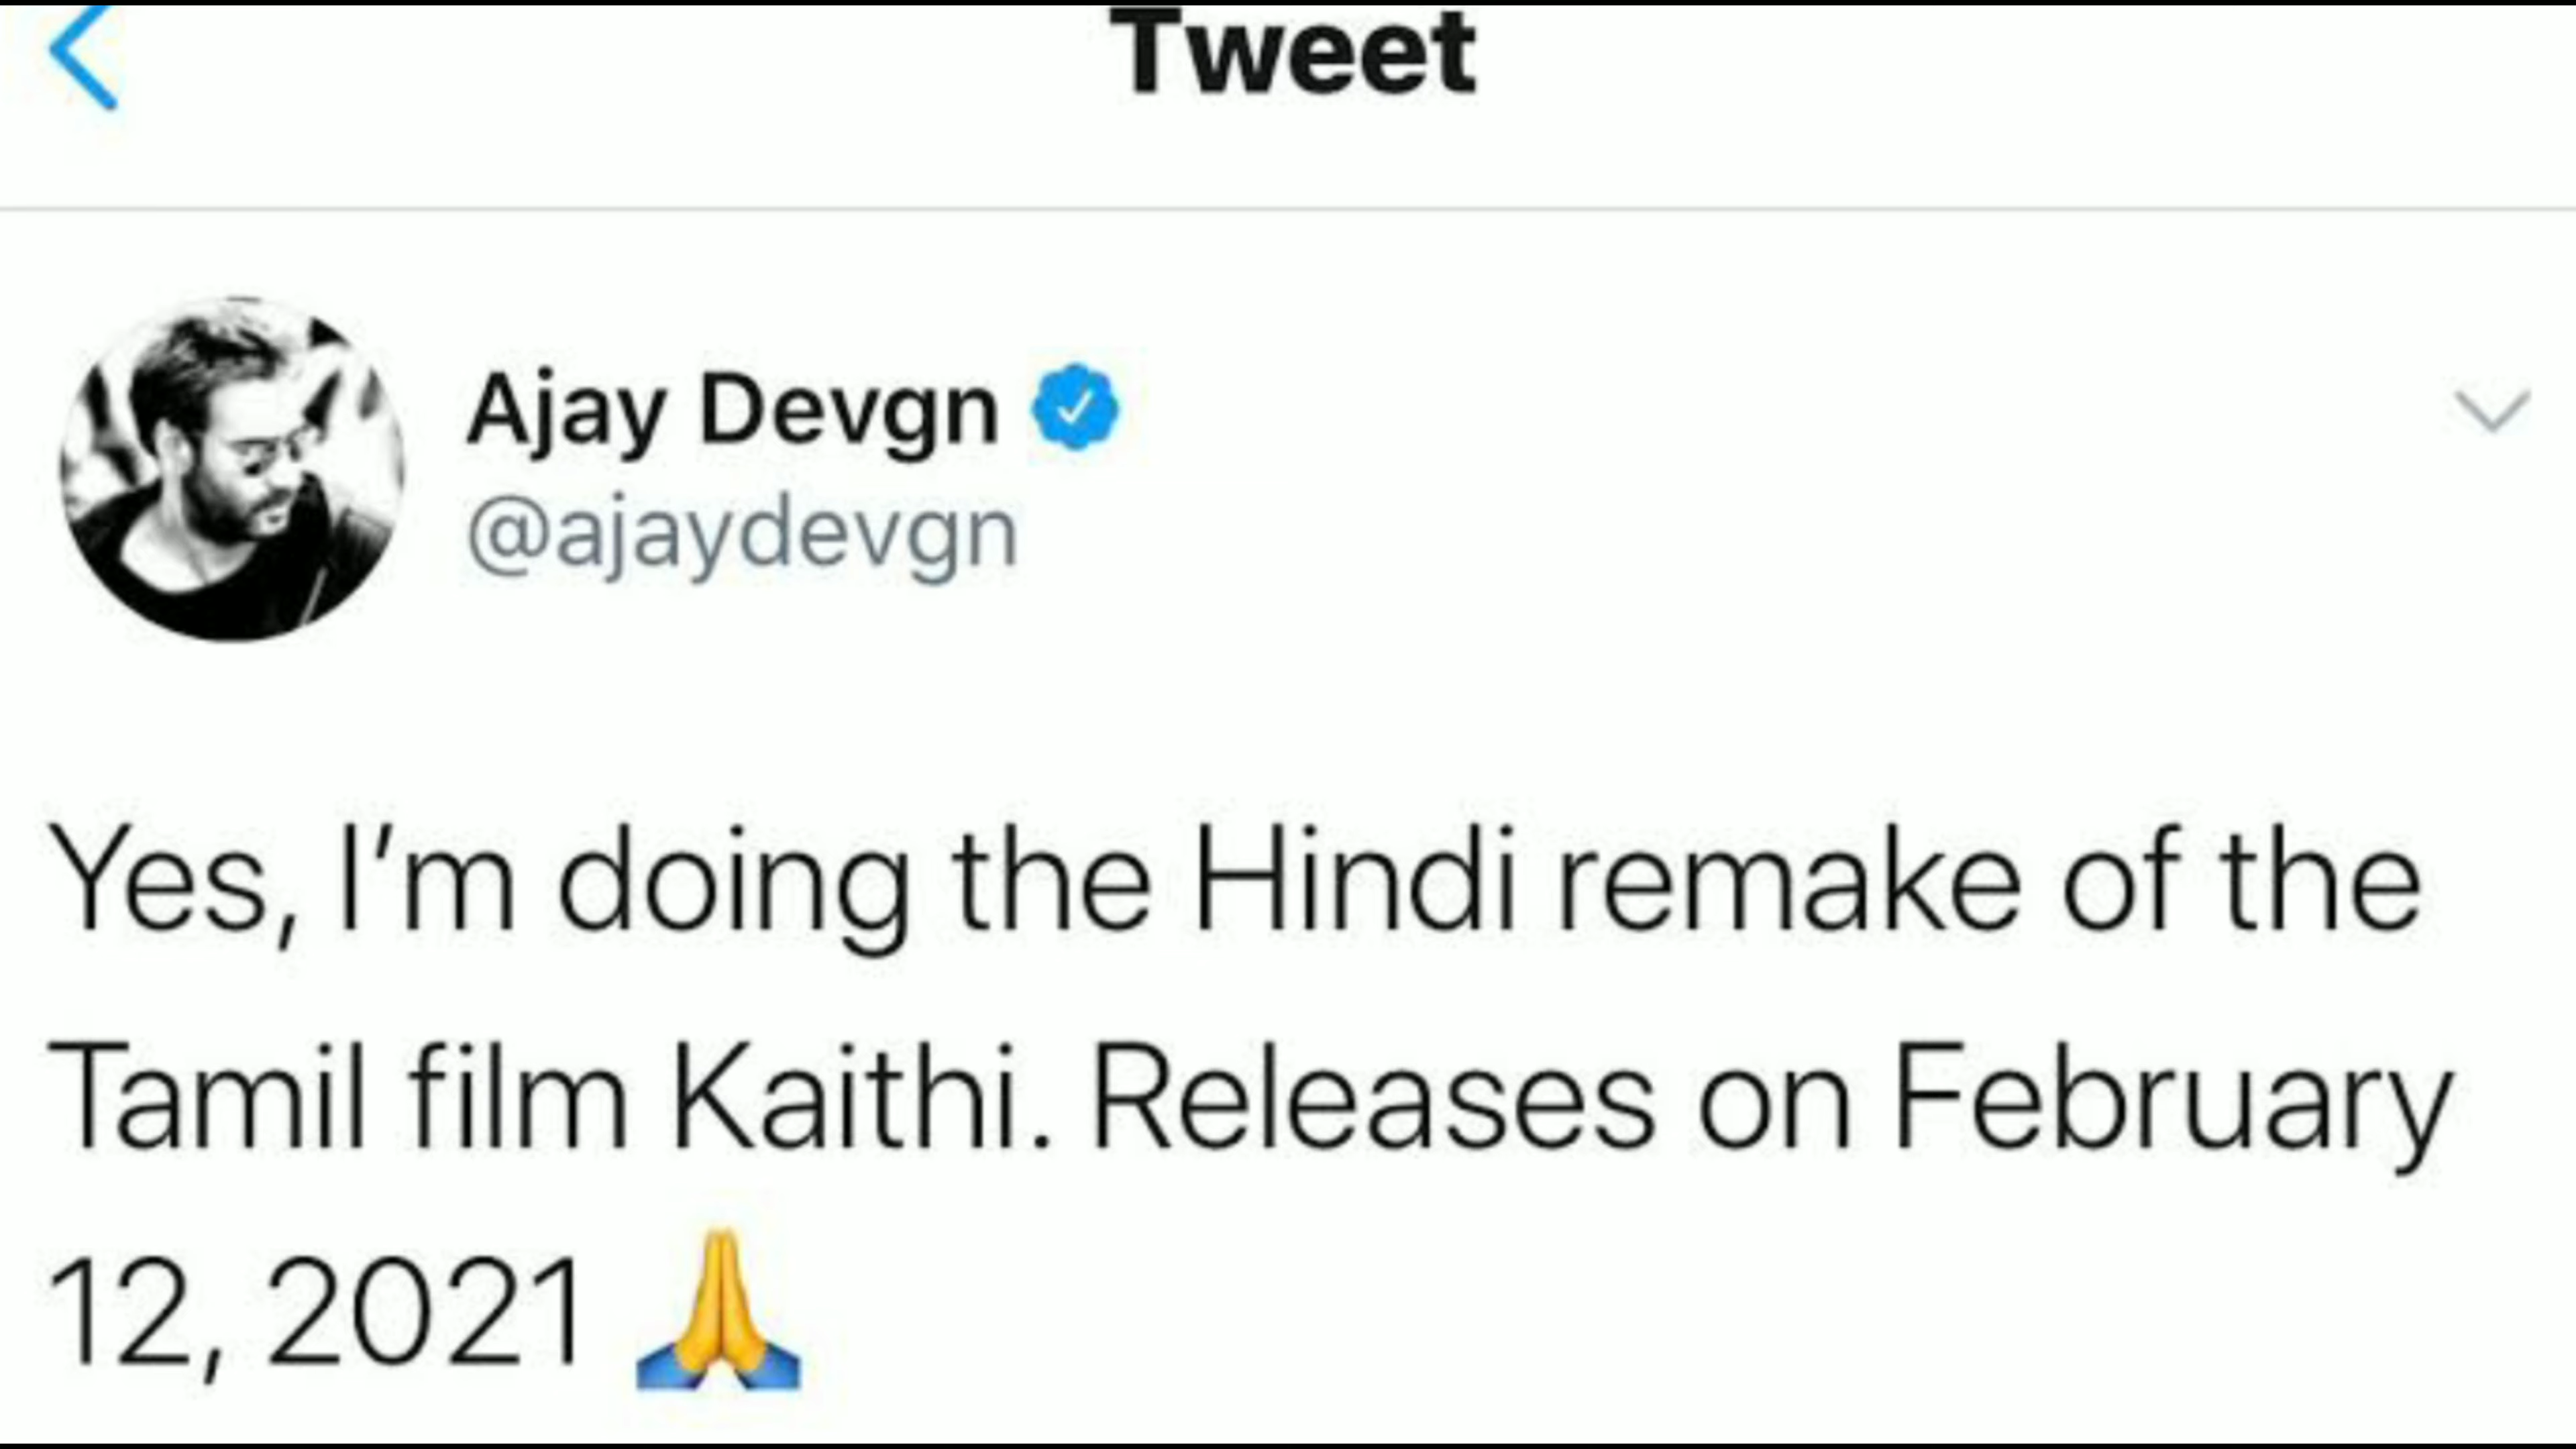 Tweet
Ajay Devgn
@ajaydevgn
Yes, I’m doing the Hindi remake of the
Tamil film Kaithi. Releases on February
12, 2021 🙏